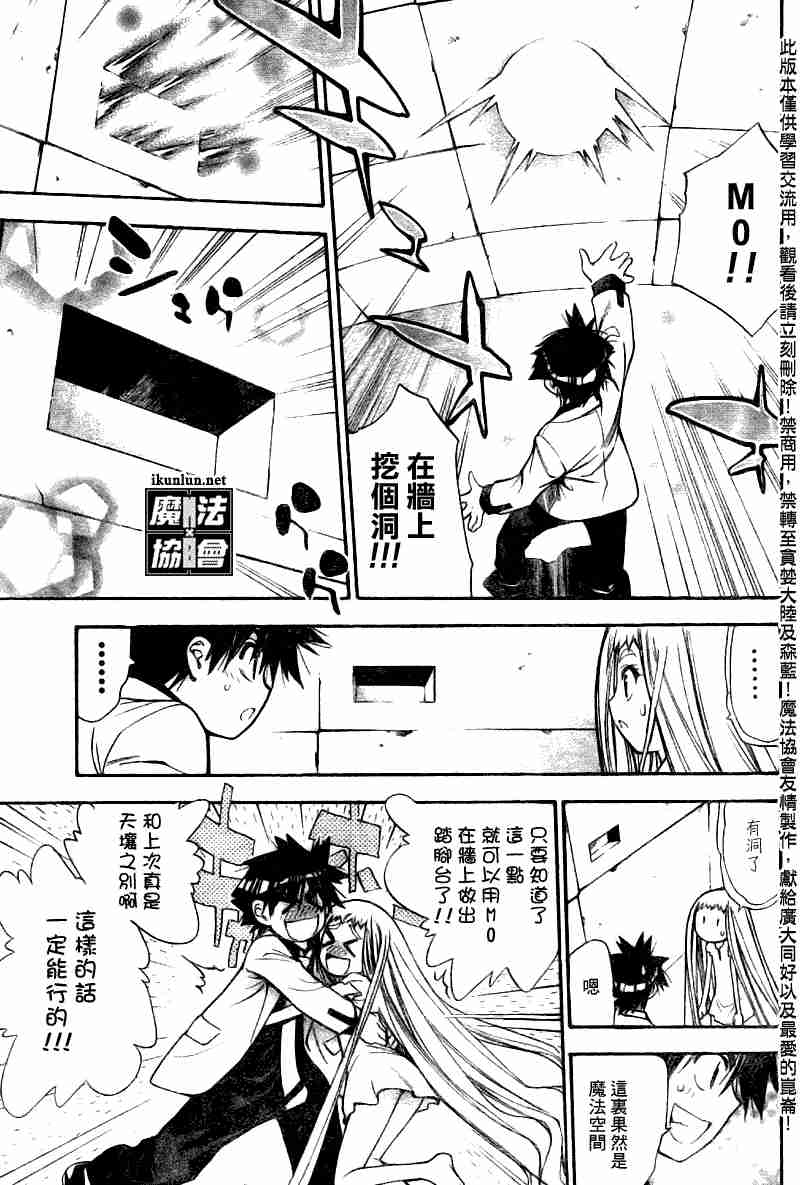 M0!!
在牆上
挖個洞!!!
ikunlun.net
魔法
協會
......
......
有洞了
嗯
這裏果然是
魔法空間
只要知道了
這一點
就可以用M0
在牆上做出
踏腳台了!!
和上次真是
天壤之別啊
這樣的話
一定能行的!!!
此版本僅供學習交流用，觀看後請立刻刪除！禁商用，禁轉至貪婪大陸及森藍！魔法協會友情製作，獻給廣大同好以及最愛的崑崙！